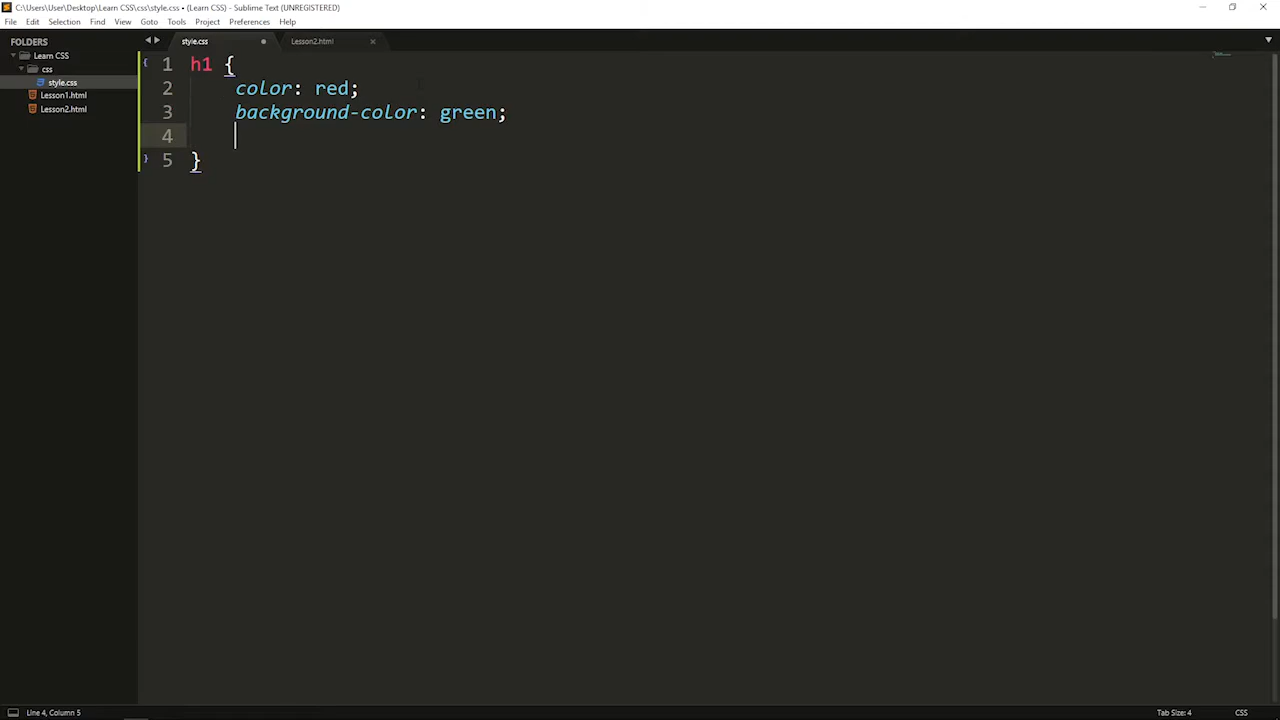 C:\Users\User\Desktop\Learn CSS\css\style.css • (Learn CSS) - Sublime Text (UNREGISTERED)
File Edit Selection Find View Goto Tools Project Preferences Help
FOLDERS
Learn CSS
css
style.css
Lesson1.html
Lesson2.html
style.css
Lesson2.html
1 h1 {
2 color: red;
3 background-color: green;
4
5 }
Line 4, Column 5
Tab Size: 4
CSS